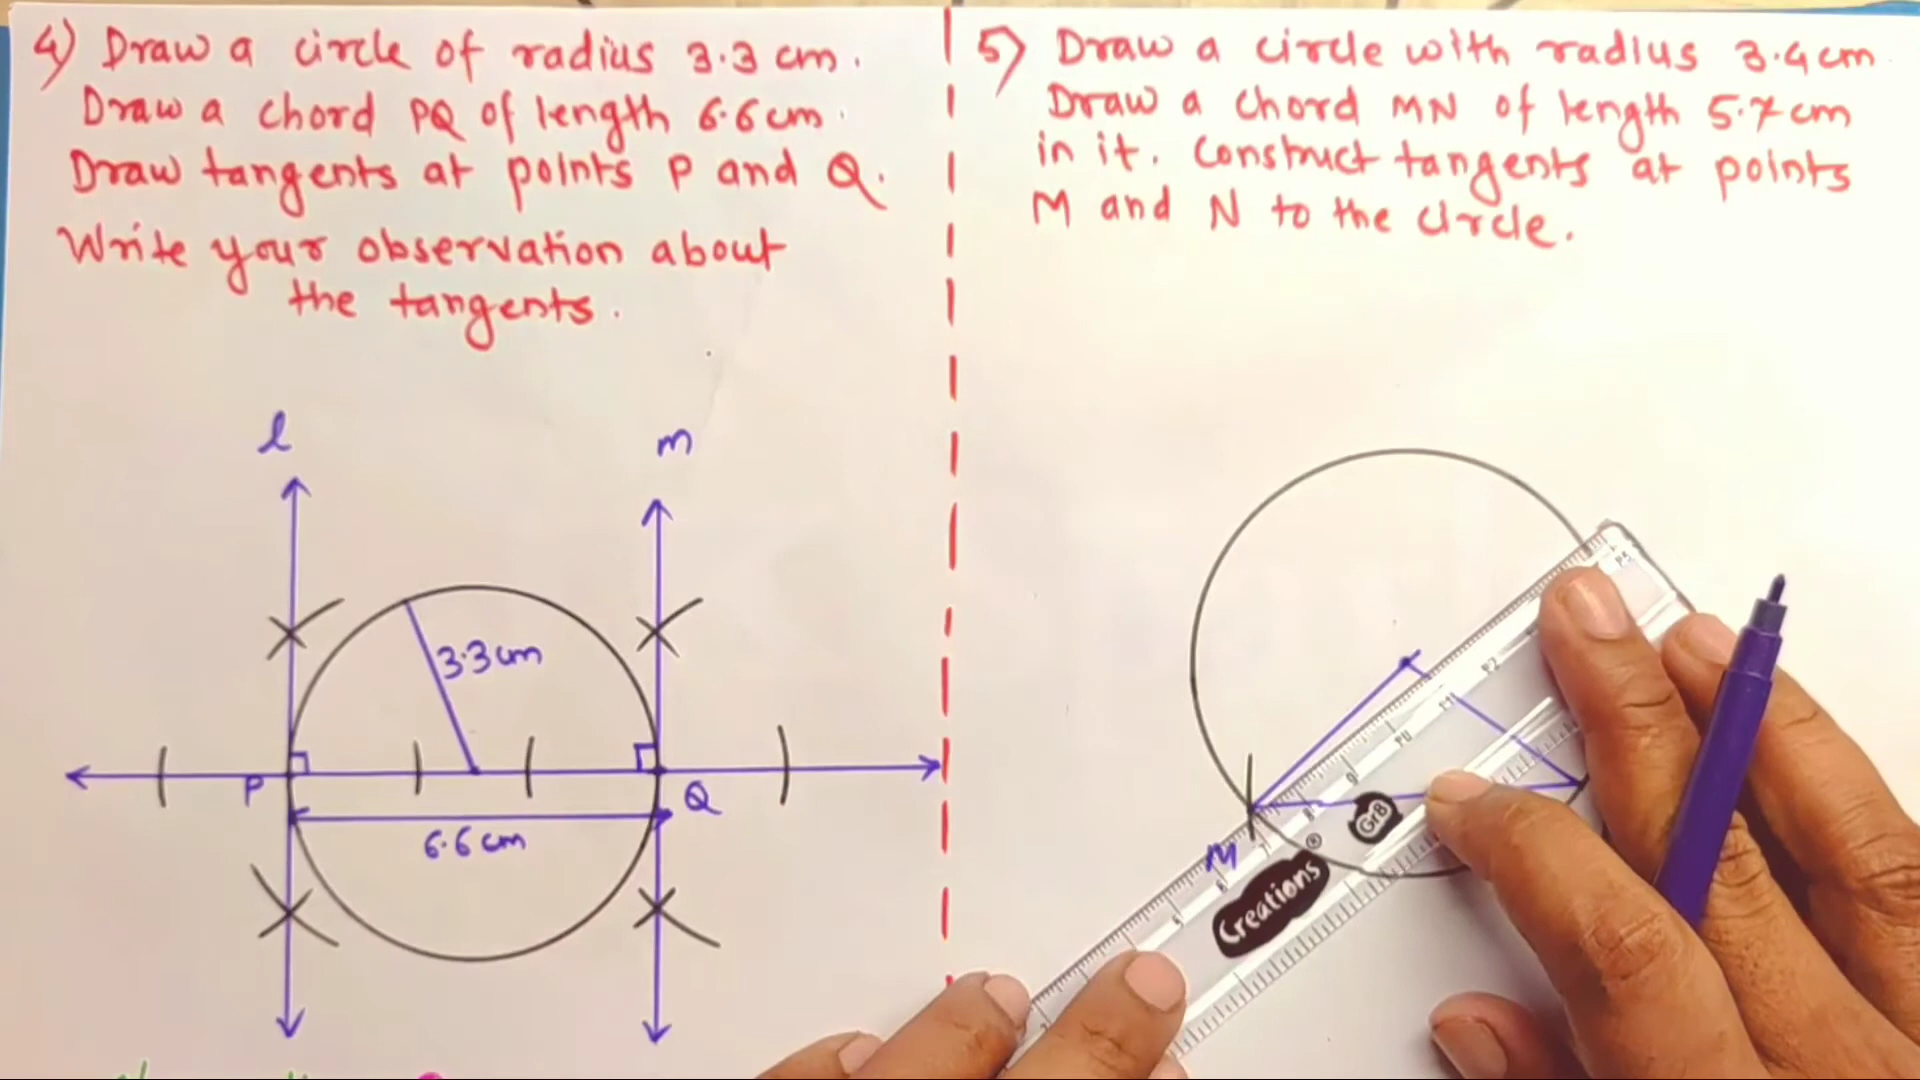 4) Draw a circle of radius 3.3 cm.
Draw a chord PQ of length 6.6 cm.
Draw tangents at points P and Q.
Write your observation about
the tangents.
l
m
3.3 cm
P
Q
6.6 cm
5) Draw a circle with radius 3.4 cm
Draw a chord MN of length 5.7 cm
in it. Construct tangents at points
M and N to the circle.
M
Creations
Gr8